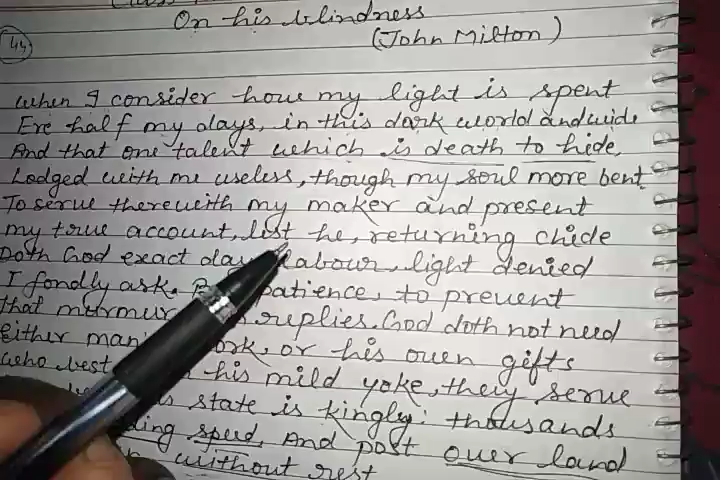 On his blindness
44
(John Milton)
when I consider how my light is spent
Ere half my days, in this dark world and wide
And that one talent which is death to hide,
Lodged with me useless, though my soul more bent
To serve therewith my maker and present
my true account, list he, returning chide
Doth God exact day labour, light denied
I fondly ask. patience, to prevent
that murmur replies. God doth not need
Either man or his own gifts
who best his mild yoke, they serve
state is kingly: thousands
speed, And post over land
without rest